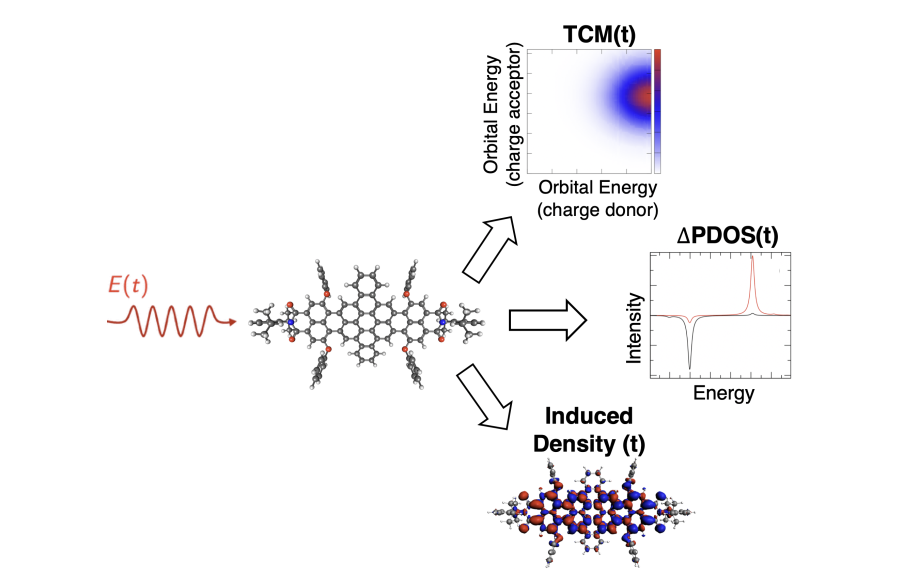 TCM(t)
Orbital Energy
(charge acceptor)
Orbital Energy
(charge donor)
ΔPDOS(t)
E(t)
Intensity
Energy
Induced
Density (t)